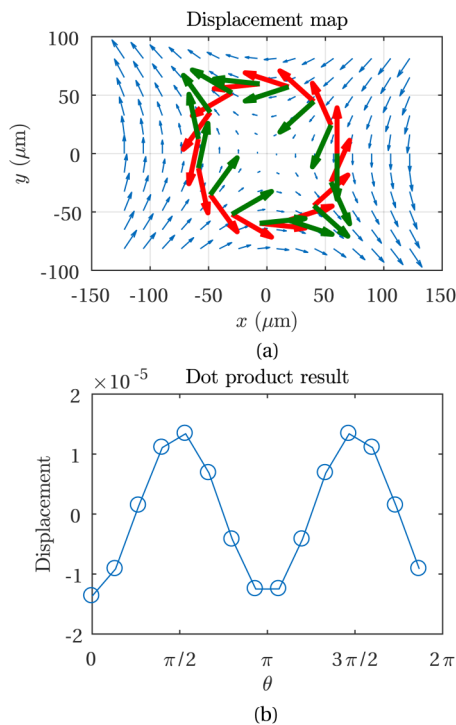 Displacement map
100
50
0
-50
-100
y (μm)
-150 -100 -50 0 50 100 150
x (μm)
(a)
Dot product result
×10⁻⁵
2
1
0
-1
-2
Displacement
0 π/2 π 3π/2 2π
θ
(b)